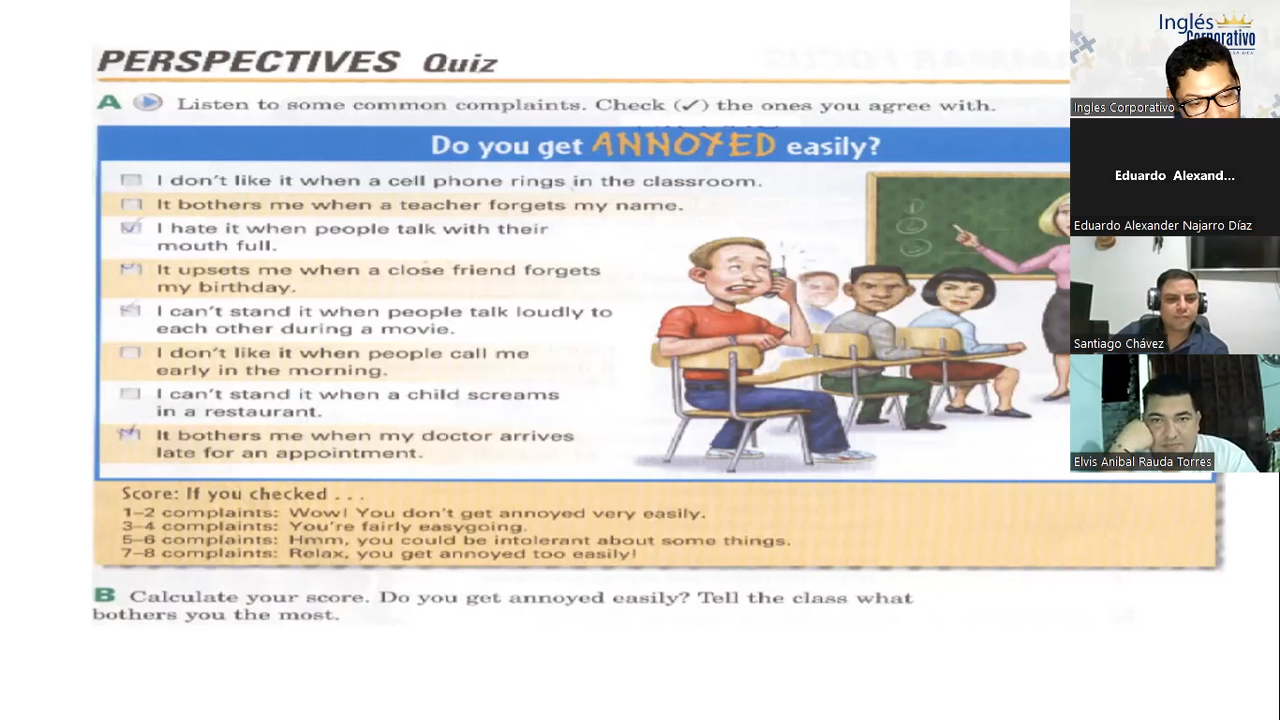 PERSPECTIVES Quiz
A Listen to some common complaints. Check (✓) the ones you agree with.
Do you get ANNOYED easily?
I don't like it when a cell phone rings in the classroom.
It bothers me when a teacher forgets my name.
I hate it when people talk with their
mouth full.
It upsets me when a close friend forgets
my birthday.
I can't stand it when people talk loudly to
each other during a movie.
I don't like it when people call me
early in the morning.
I can't stand it when a child screams
in a restaurant.
It bothers me when my doctor arrives
late for an appointment.
1
2
3
Score: If you checked . . .
1–2 complaints: Wow! You don't get annoyed very easily.
3–4 complaints: You're fairly easygoing.
5–6 complaints: Hmm, you could be intolerant about some things.
7–8 complaints: Relax, you get annoyed too easily!
B Calculate your score. Do you get annoyed easily? Tell the class what
bothers you the most.
Inglés
Corporativo
Ingles Corporativo
Eduardo Alexand...
Eduardo Alexander Najarro Díaz
Santiago Chávez
Elvis Anibal Rauda Torres